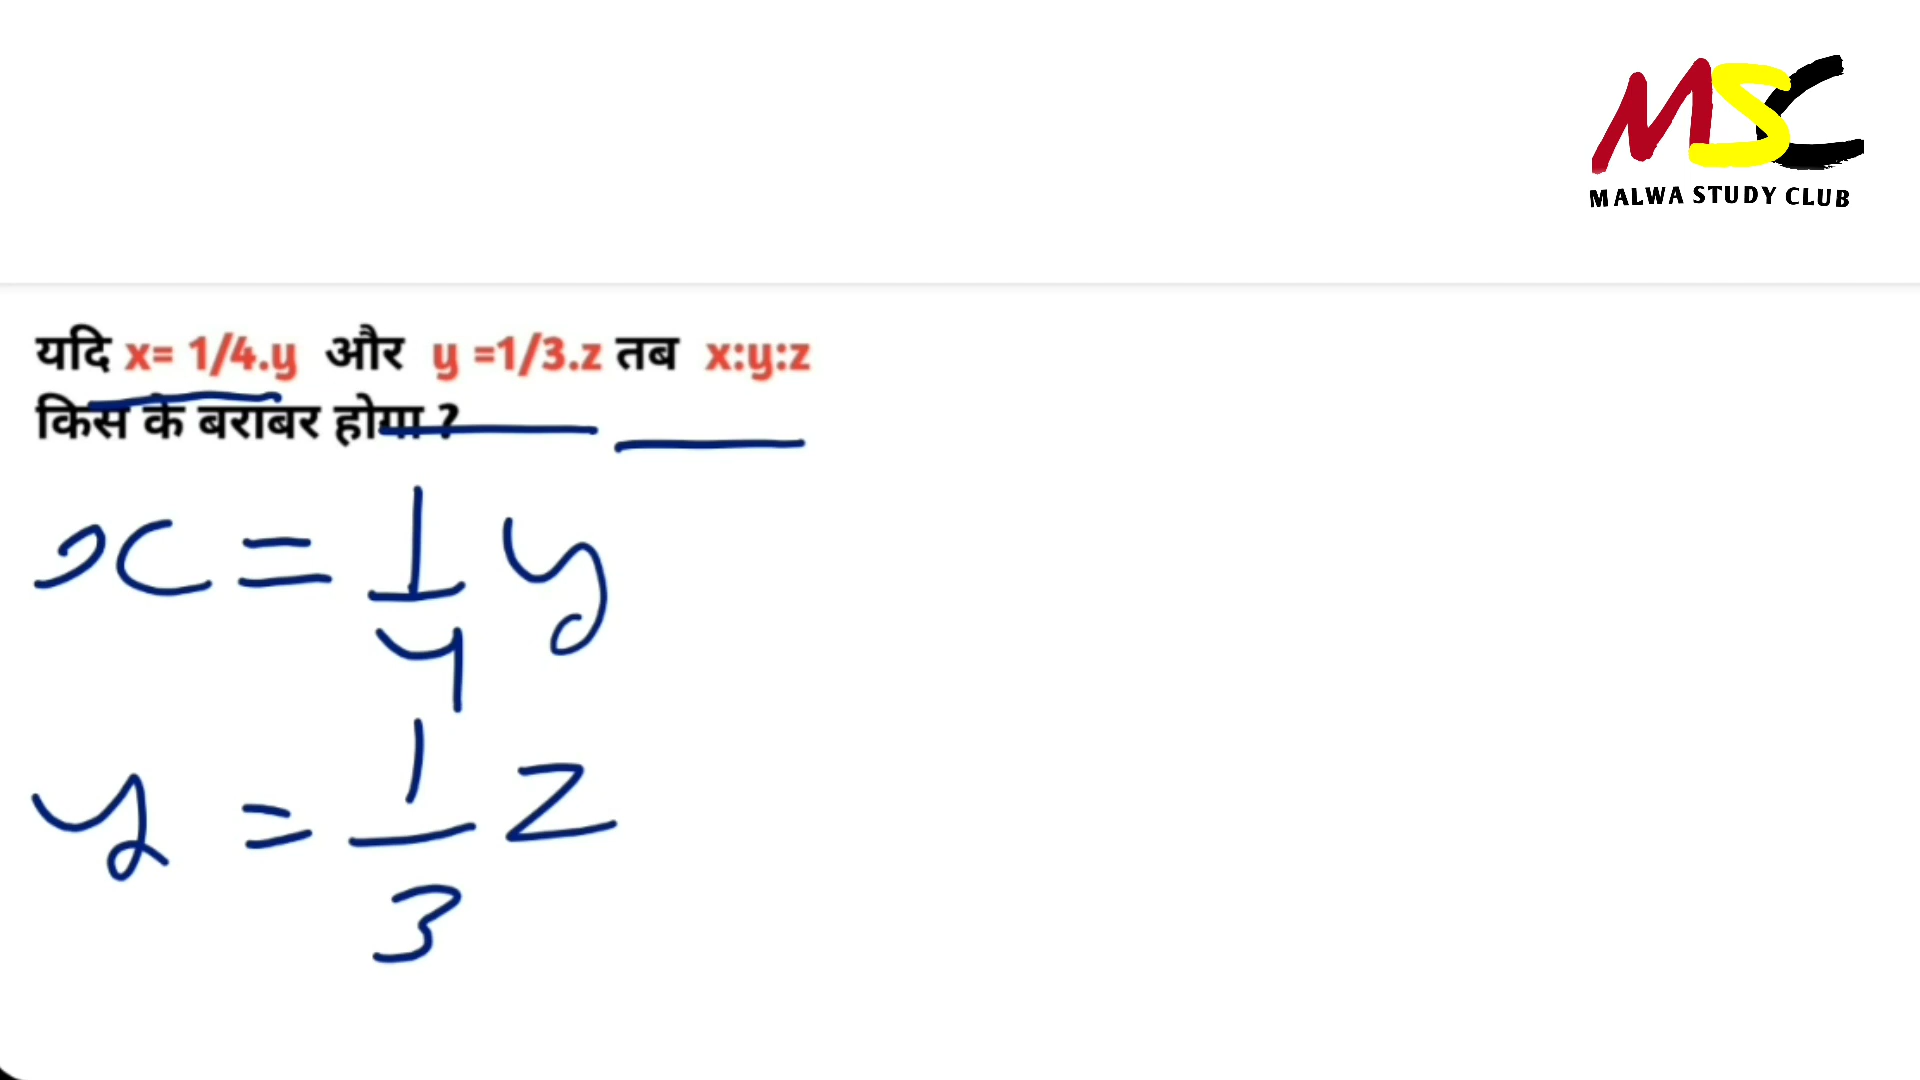 MSC
MALWA STUDY CLUB
यदि x= 1/4.y और y =1/3.z तब x:y:z
किस के बराबर होगा ?
x = 1/4 y
y = 1/3 z